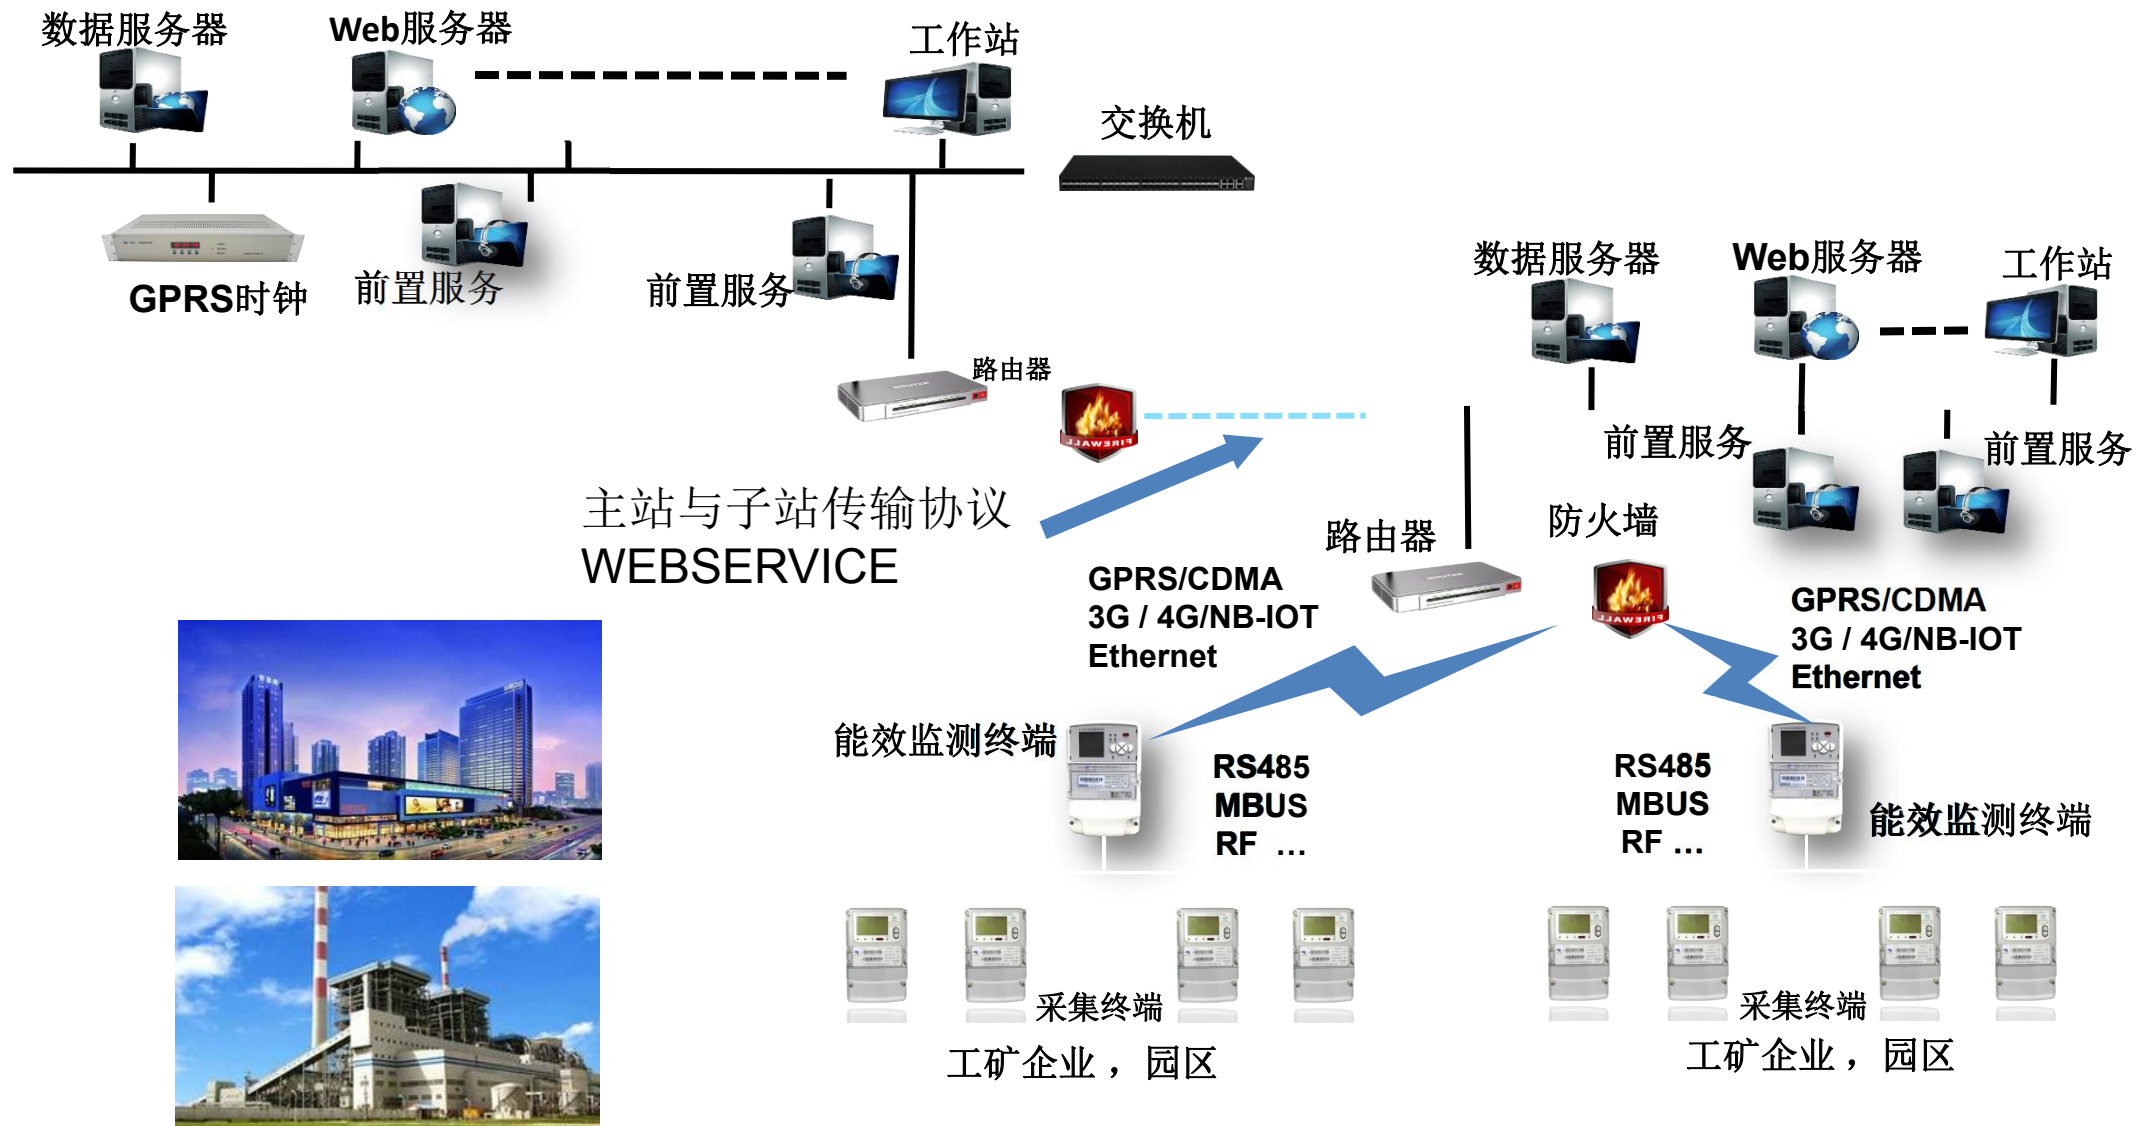 数据服务器
Web服务器
工作站
交换机
GPRS时钟
前置服务
前置服务
路由器
FIREWALL
主站与子站传输协议
WEBSERVICE
数据服务器
Web服务器
工作站
前置服务
前置服务
路由器
防火墙
FIREWALL
GPRS/CDMA
3G / 4G/NB-IOT
Ethernet
GPRS/CDMA
3G / 4G/NB-IOT
Ethernet
能效监测终端
RS485
MBUS
RF …
RS485
MBUS
RF …
能效监测终端
采集终端
工矿企业，园区
采集终端
工矿企业，园区